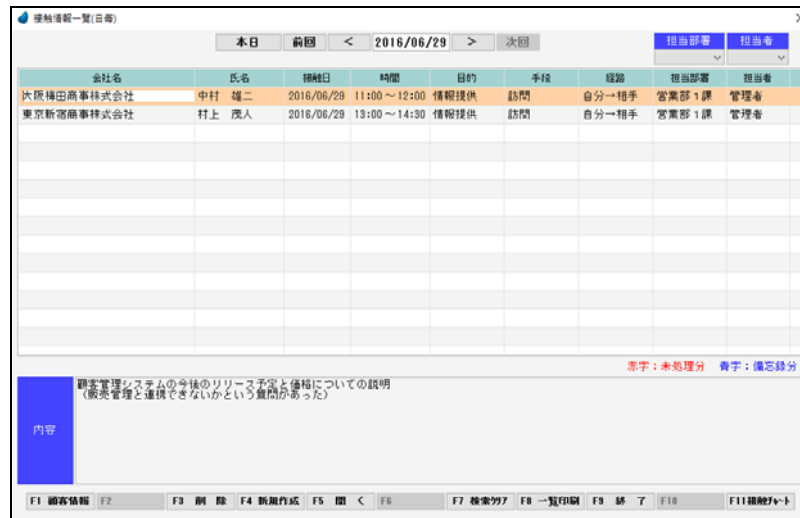 接触情報一覧(日毎)
本日 前回 < 2016/06/29 > 次回 担当部署 担当者
会社名 氏名 接触日 時間 目的 手段 経路 担当部署 担当者
大阪梅田商事株式会社 中村 雄二 2016/06/29 11:00～12:00 情報提供 訪問 自分→相手 営業部1課 管理者
東京新宿商事株式会社 村上 茂人 2016/06/29 13:00～14:30 情報提供 訪問 自分→相手 営業部1課 管理者
赤字：未処理分 青字：備忘録分
内容
顧客管理システムの今後のリリース予定と価格についての説明
（販売管理と連携できないかという質問があった）
F1 顧客情報 F2 F3 削 除 F4 新規作成 F5 開 く F6 F7 検索ｸﾘｱ F8 一覧印刷 F9 終 了 F10 F11接触ﾁｬｰﾄ